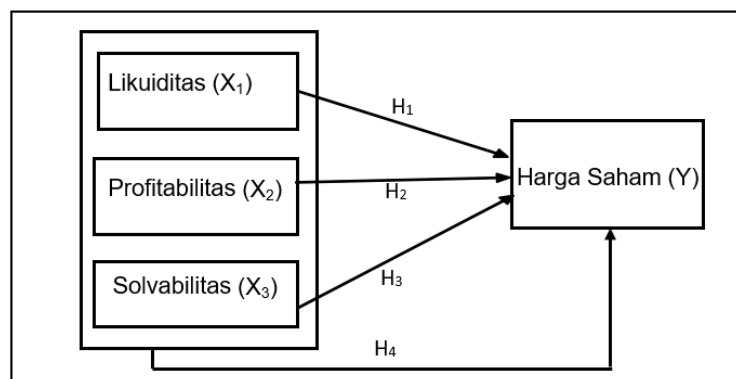 Likuiditas (X₁)
H₁
Profitabilitas (X₂)
H₂
Harga Saham (Y)
Solvabilitas (X₃)
H₃
H₄